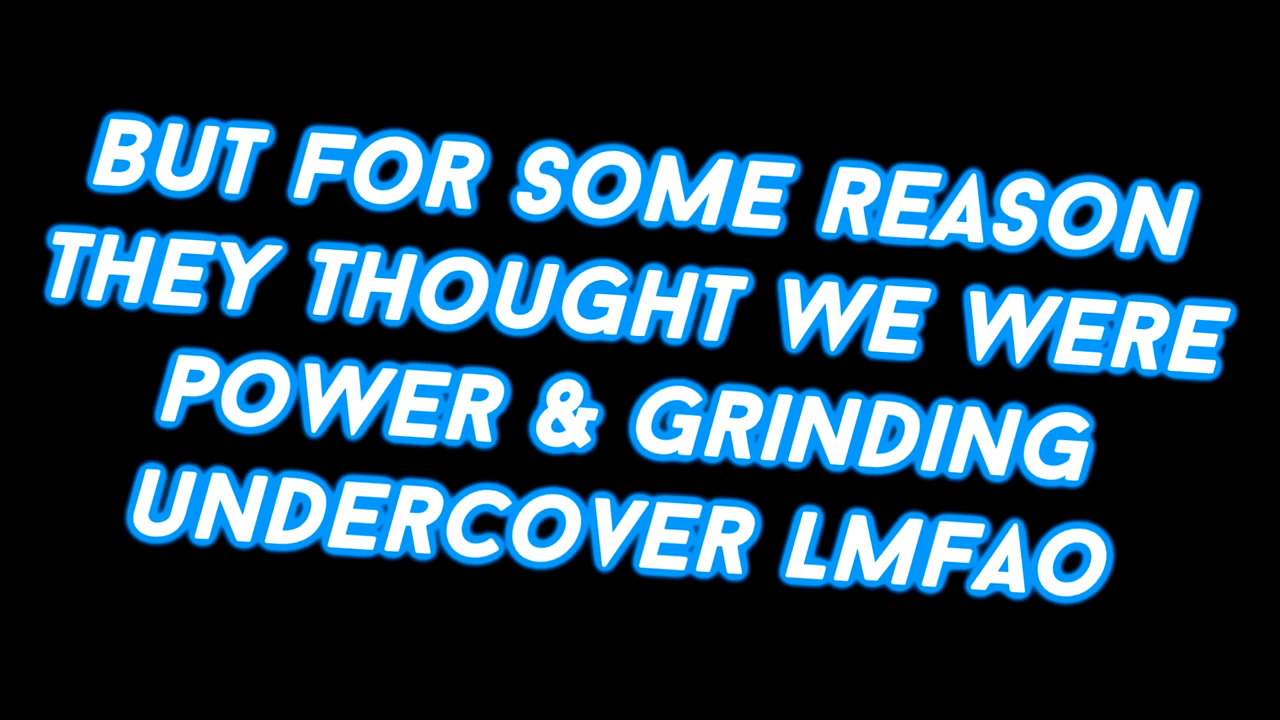 BUT FOR SOME REASON
THEY THOUGHT WE WERE
POWER & GRINDING
UNDERCOVER LMFAO